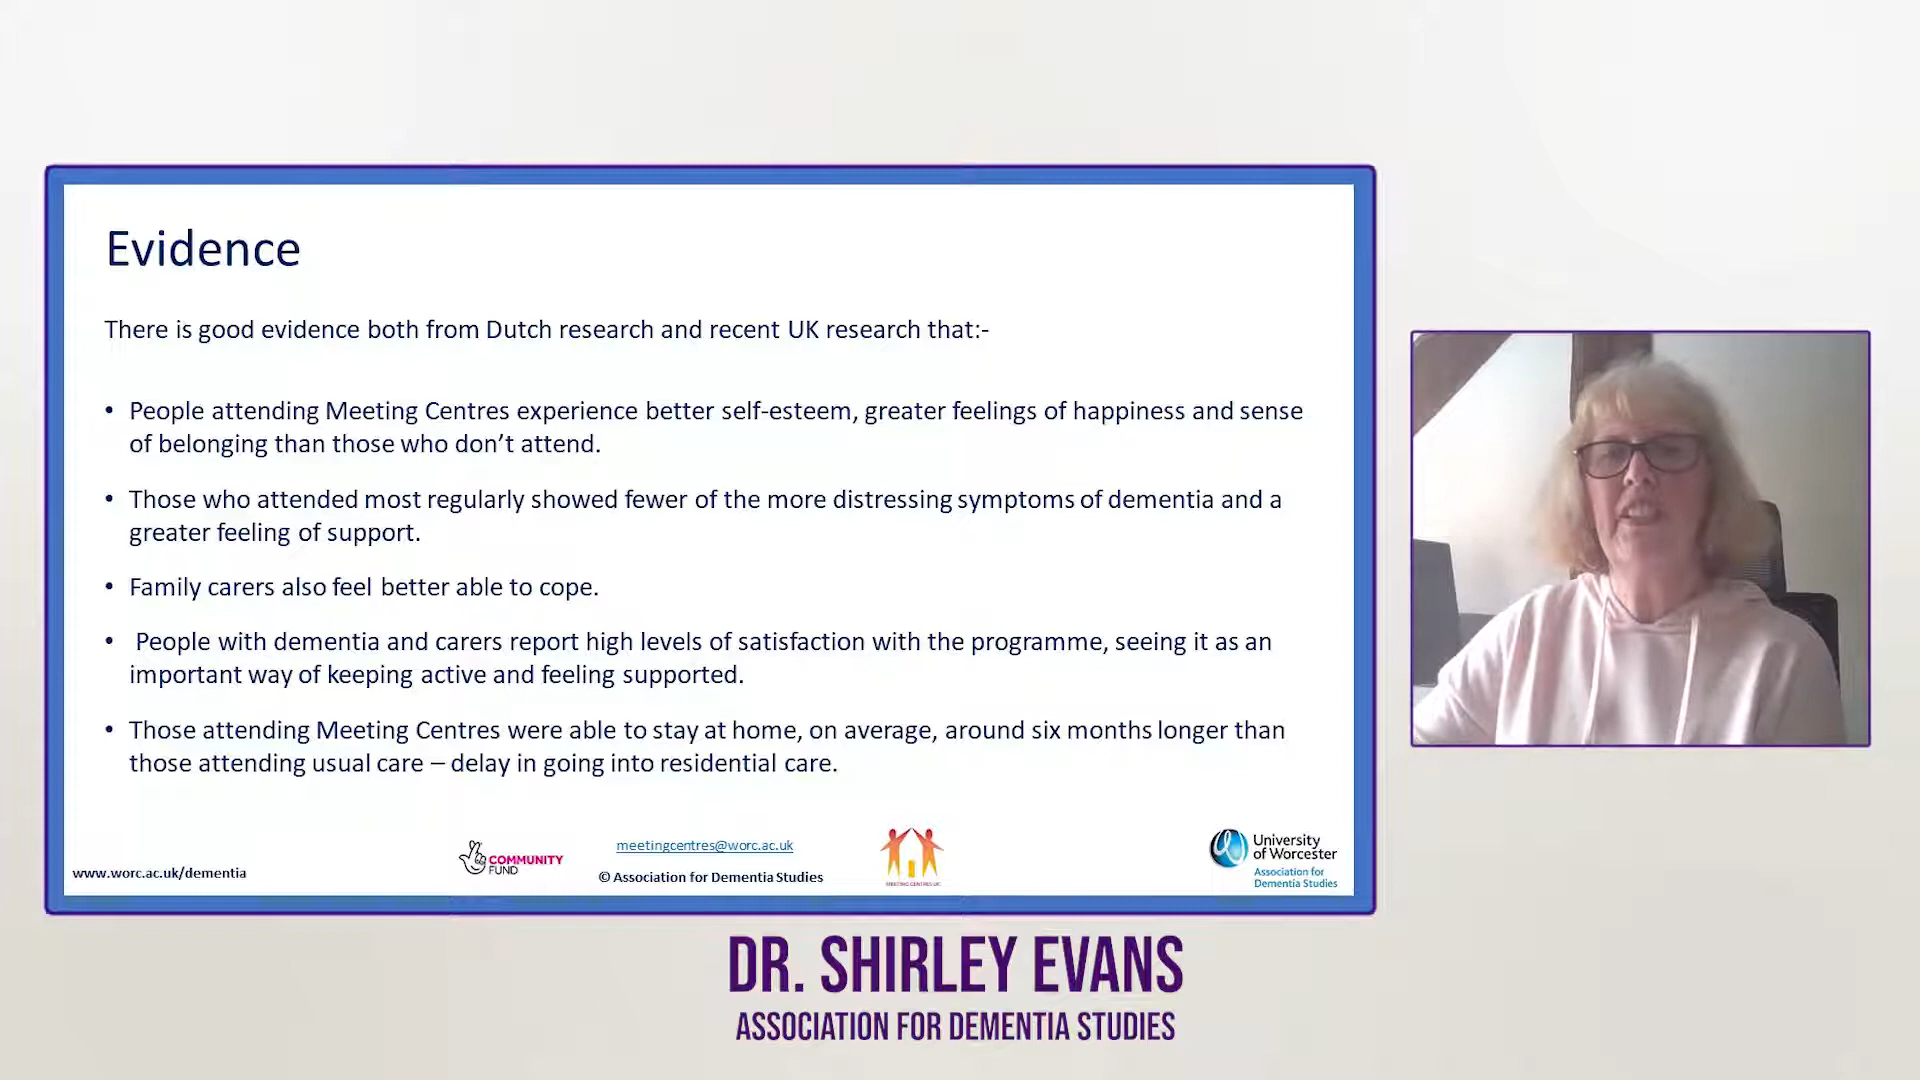 Evidence
There is good evidence both from Dutch research and recent UK research that:-
• People attending Meeting Centres experience better self-esteem, greater feelings of happiness and sense
of belonging than those who don’t attend.
• Those who attended most regularly showed fewer of the more distressing symptoms of dementia and a
greater feeling of support.
• Family carers also feel better able to cope.
• People with dementia and carers report high levels of satisfaction with the programme, seeing it as an
important way of keeping active and feeling supported.
• Those attending Meeting Centres were able to stay at home, on average, around six months longer than
those attending usual care – delay in going into residential care.
www.worc.ac.uk/dementia
COMMUNITY
FUND
meetingcentres@worc.ac.uk
© Association for Dementia Studies
MEETING CENTRES UK
University
of Worcester
Association for
Dementia Studies
DR. SHIRLEY EVANS
ASSOCIATION FOR DEMENTIA STUDIES